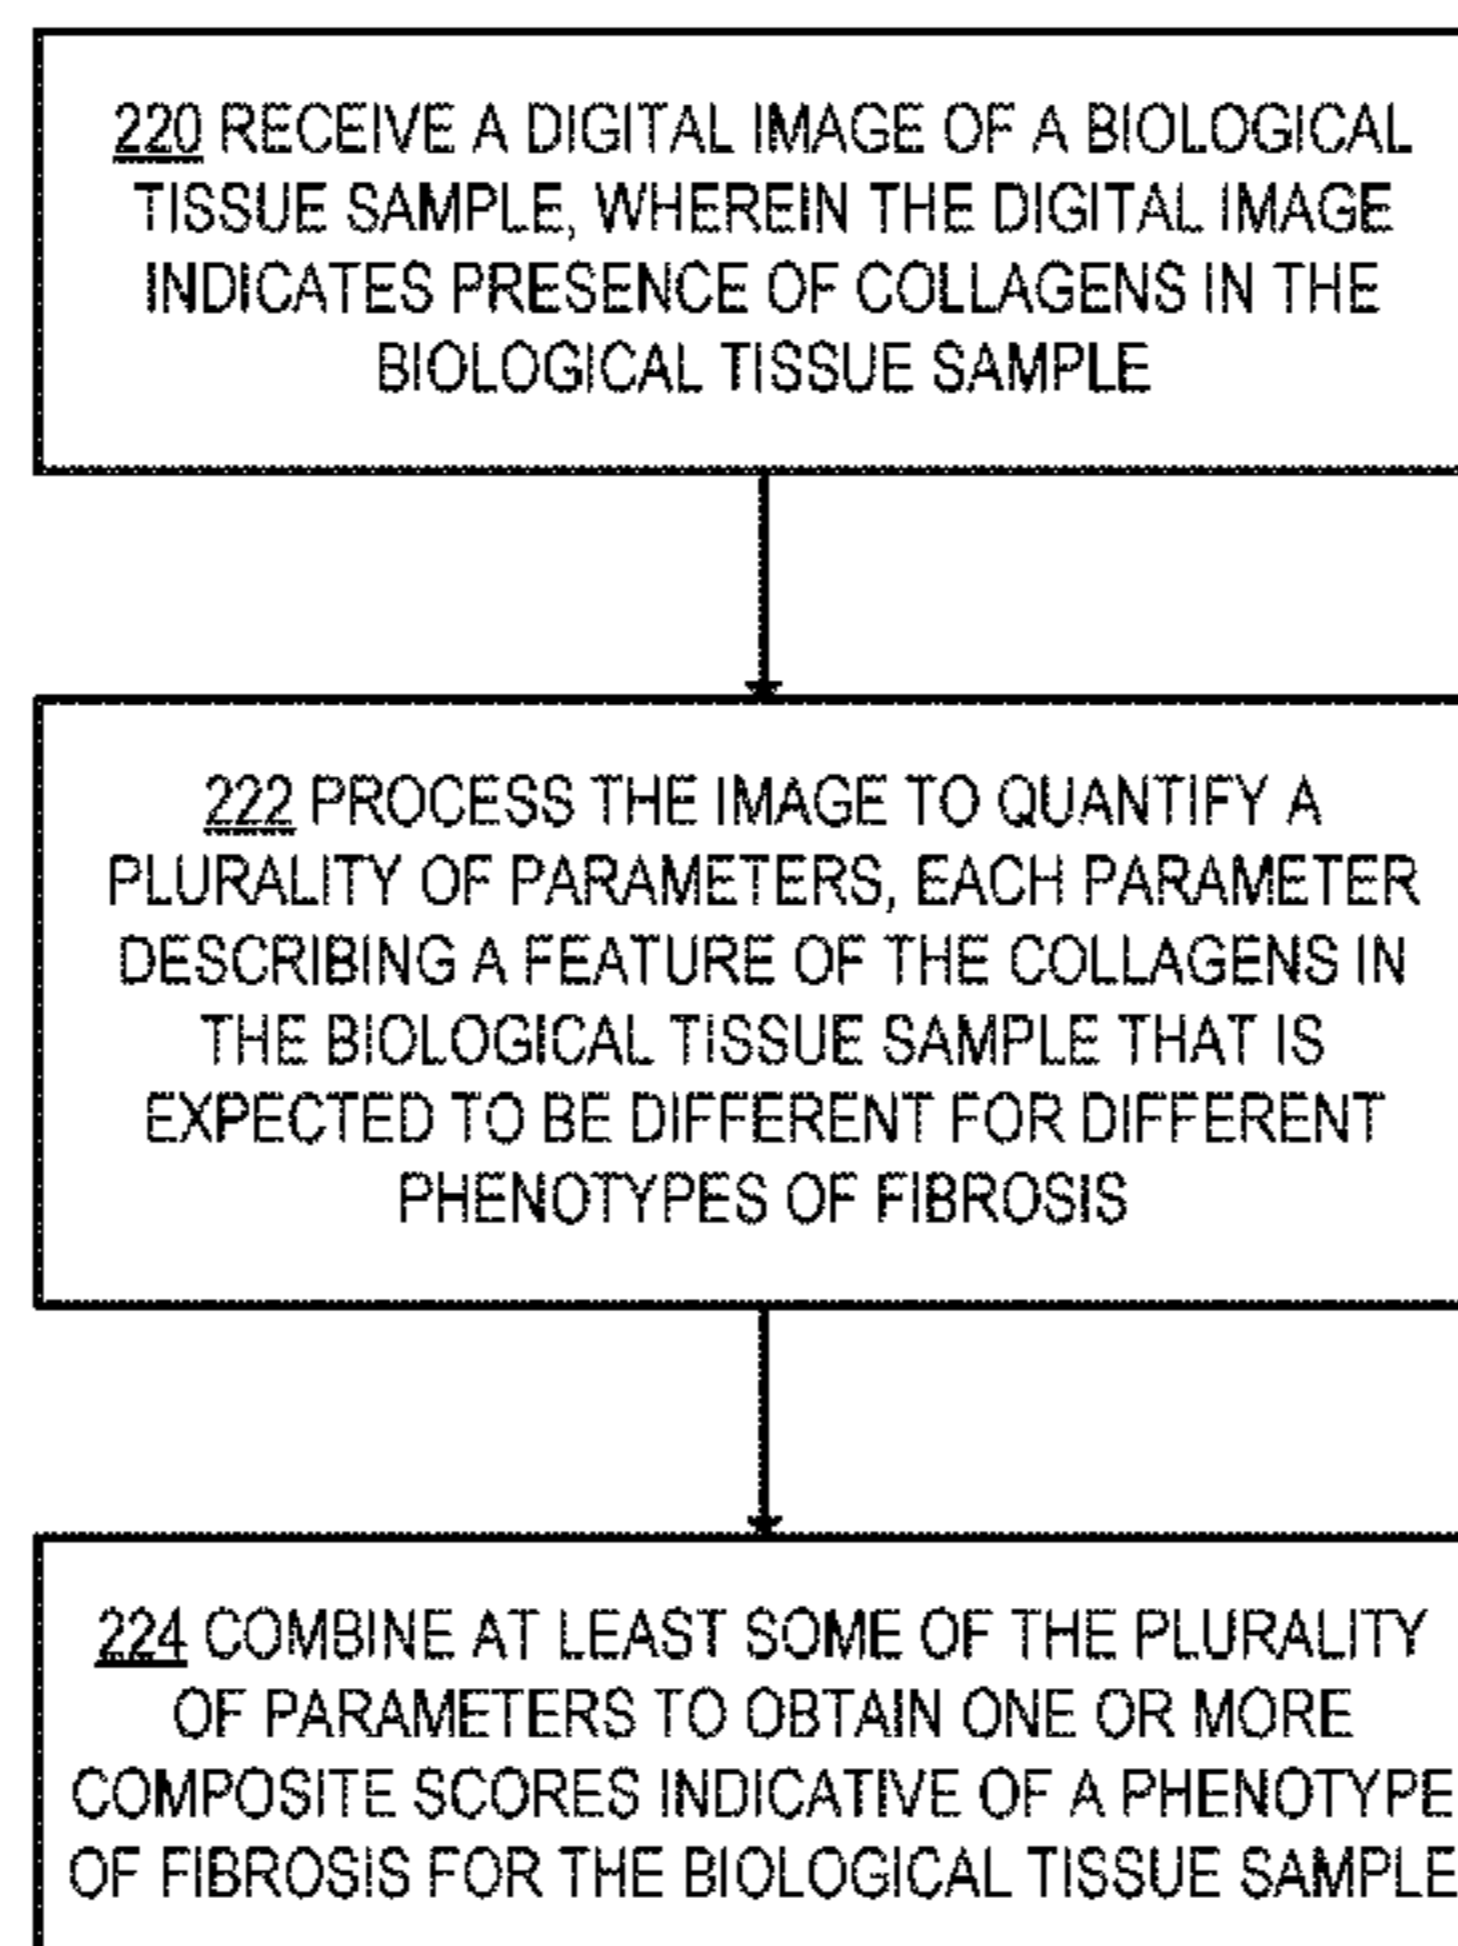 220 RECEIVE A DIGITAL IMAGE OF A BIOLOGICAL
TISSUE SAMPLE, WHEREIN THE DIGITAL IMAGE
INDICATES PRESENCE OF COLLAGENS IN THE
BIOLOGICAL TISSUE SAMPLE
222 PROCESS THE IMAGE TO QUANTIFY A
PLURALITY OF PARAMETERS, EACH PARAMETER
DESCRIBING A FEATURE OF THE COLLAGENS IN
THE BIOLOGICAL TISSUE SAMPLE THAT IS
EXPECTED TO BE DIFFERENT FOR DIFFERENT
PHENOTYPES OF FIBROSIS
224 COMBINE AT LEAST SOME OF THE PLURALITY
OF PARAMETERS TO OBTAIN ONE OR MORE
COMPOSITE SCORES INDICATIVE OF A PHENOTYPE
OF FIBROSIS FOR THE BIOLOGICAL TISSUE SAMPLE